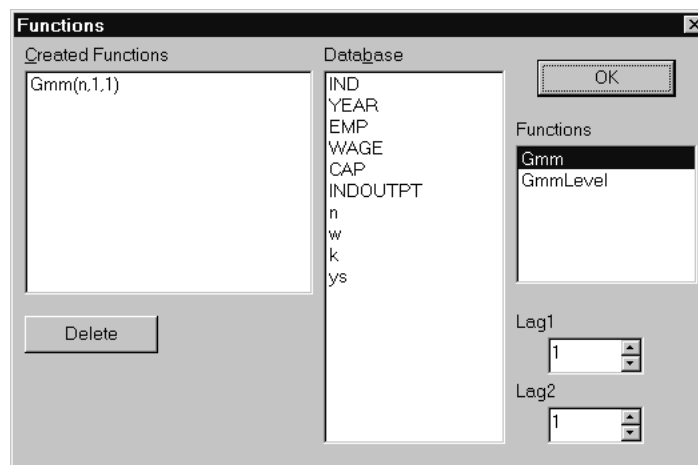 Functions
Created Functions
Gmm(n,1,1)
Delete
Database
IND
YEAR
EMP
WAGE
CAP
INDOUTPT
n
w
k
ys
OK
Functions
Gmm
GmmLevel
Lag1
1
Lag2
1